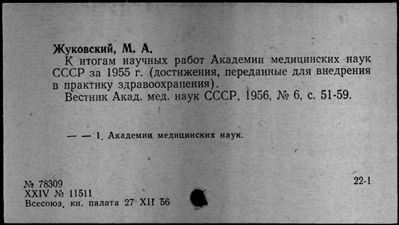 Жуковский, М. А.
К итогам научных работ Академии медицинских наук
СССР за 1955 г. (достижения, переданные для внедрения
в практику здравоохранения).
Вестник Акад. мед. наук СССР, 1956, № 6, с. 51-59.
— — 1. Академии медицинских наук.
№ 78309
22-1
XXIV № 11511
Всесоюз. кн. палата 27 XII 56